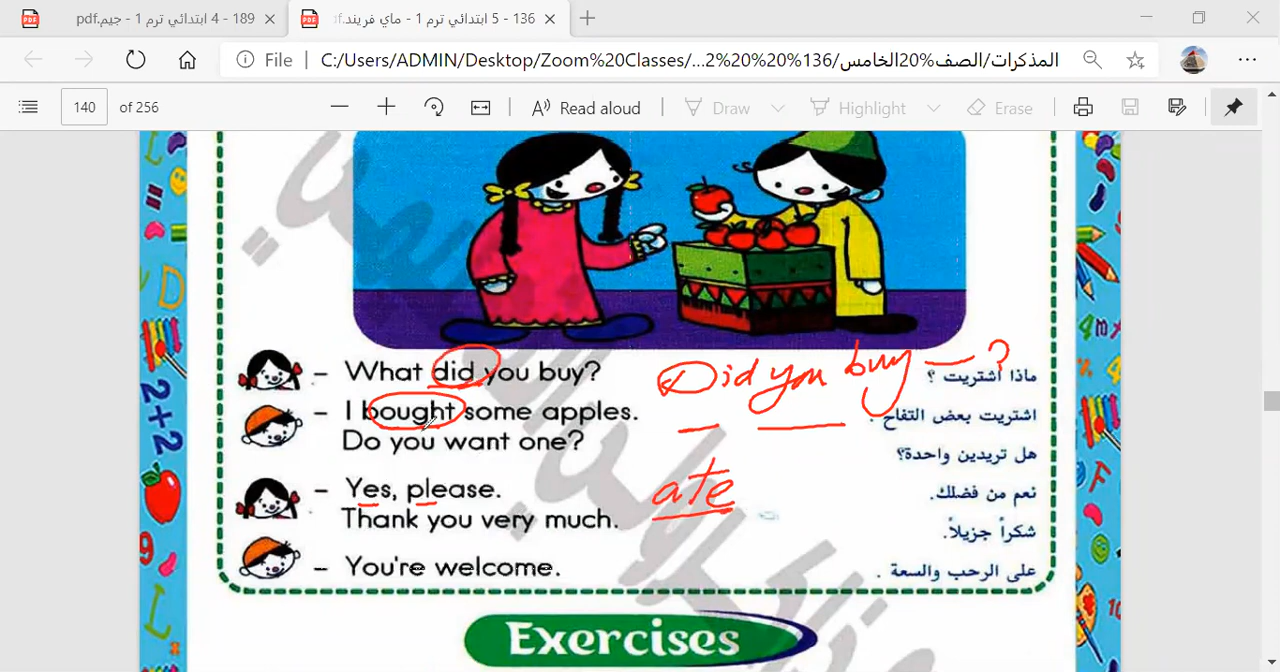 189 - 4 ابتدائي ترم 1 - جيم.pdf
136 - 5 ابتدائي ترم 1 - ماي فريند
File
C:/Users/ADMIN/Desktop/Zoom%20Classes/...2%20%20%136/المذكرات/الصف%20الخامس
140 of 256
Read aloud
Draw
Highlight
Erase
- What did you buy?
Did you buy — ?
ماذا اشتريت ؟
- I bought some apples.
اشتريت بعض التفاح .
Do you want one?
هل تريدين واحدة؟
- Yes, please.
ate
نعم من فضلك.
Thank you very much.
شكراً جزيلاً.
- You're welcome.
على الرحب والسعة .
Exercises
2+2